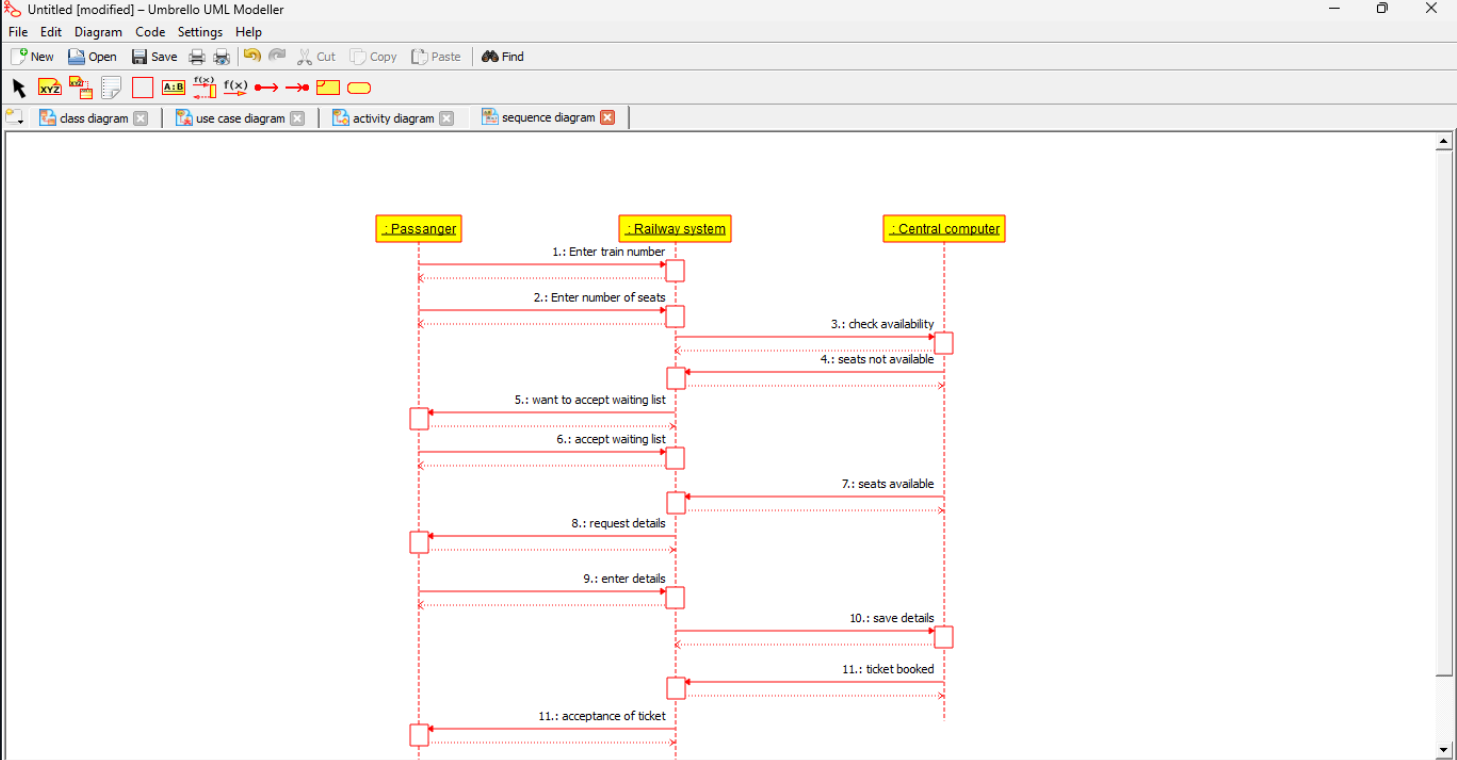 Untitled [modified] – Umbrello UML Modeller
File Edit Diagram Code Settings Help
New Open Save Cut Copy Paste Find
XYZ XYZ A:B f(x) f(x)
class diagram use case diagram activity diagram sequence diagram
: Passanger : Railway system : Central computer
1.: Enter train number
2.: Enter number of seats
3.: check availability
4.: seats not available
5.: want to accept waiting list
6.: accept waiting list
7.: seats available
8.: request details
9.: enter details
10.: save details
11.: ticket booked
11.: acceptance of ticket